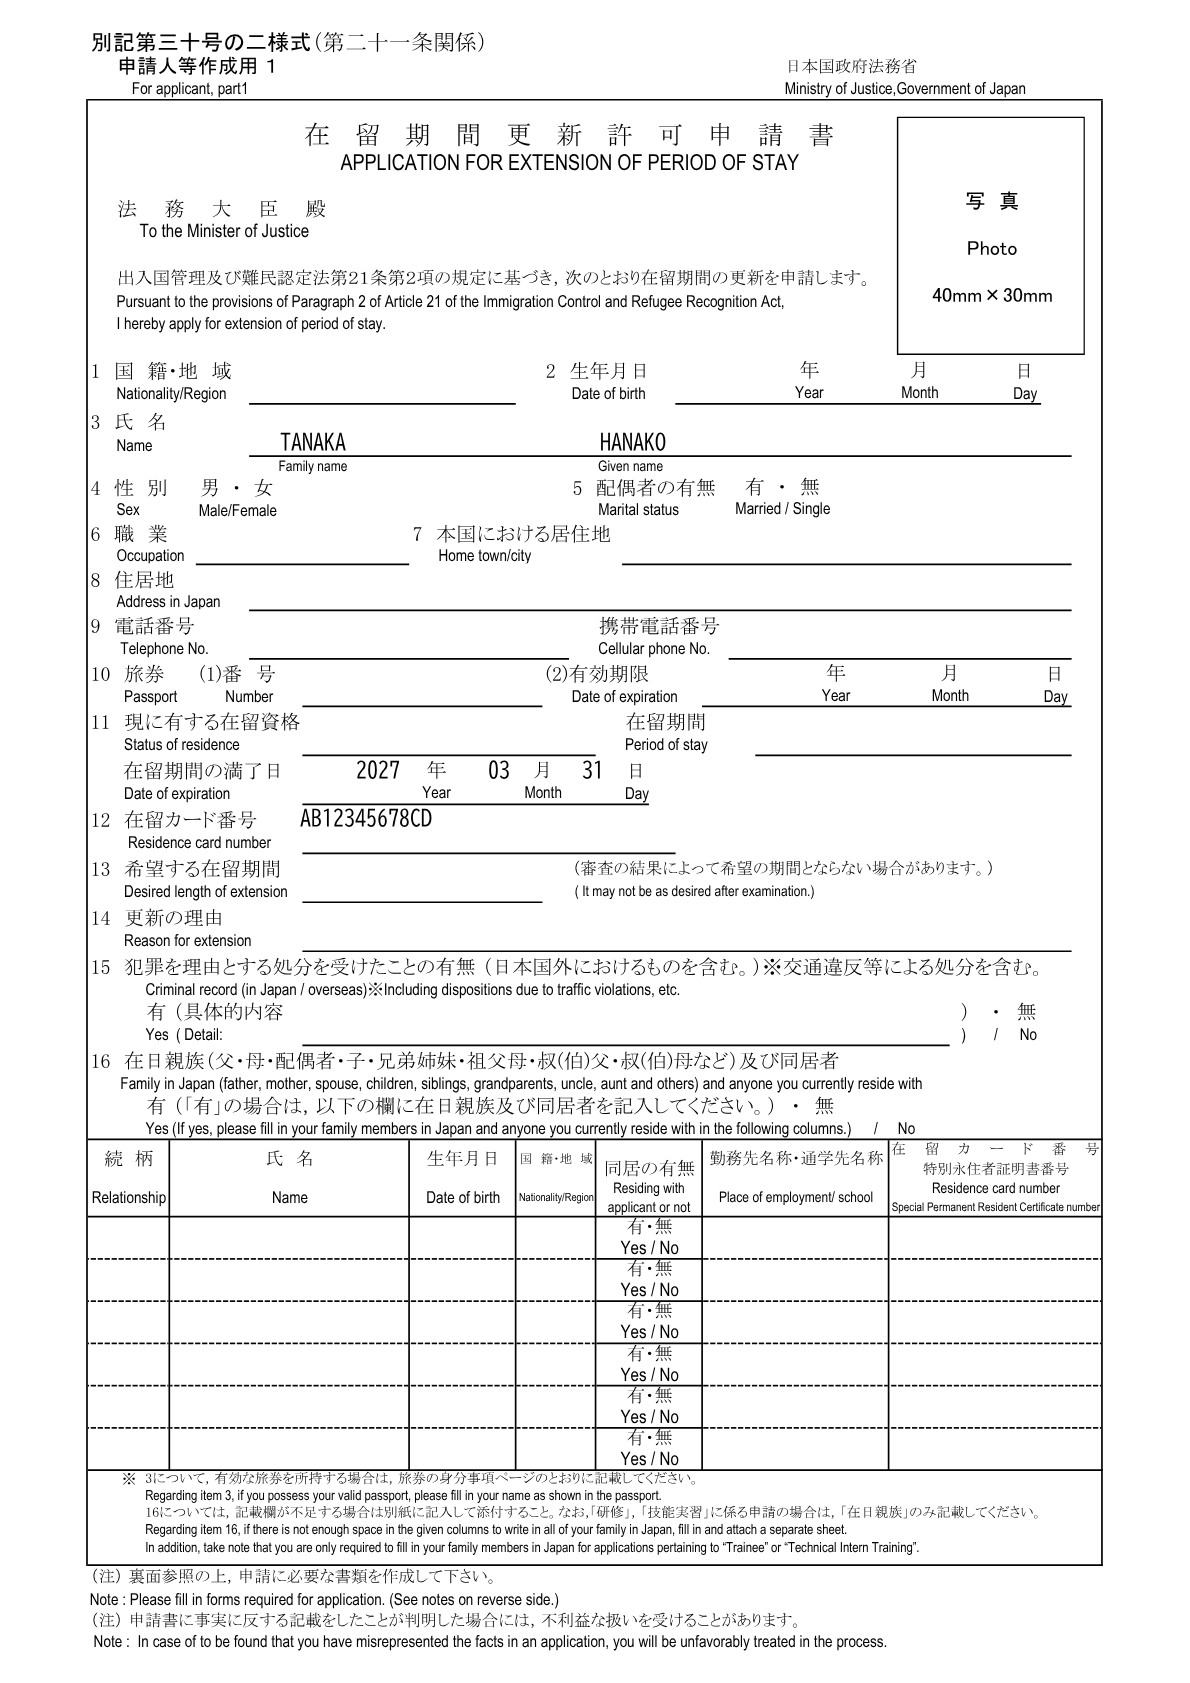 別記第三十号の二様式（第二十一条関係）
申請人等作成用 1
日本国政府法務省
For applicant, part1
Ministry of Justice,Government of Japan
在 留 期 間 更 新 許 可 申 請 書
APPLICATION FOR EXTENSION OF PERIOD OF STAY
写 真
Photo
40mm×30mm
法 務 大 臣 殿
To the Minister of Justice
出入国管理及び難民認定法第21条第2項の規定に基づき，次のとおり在留期間の更新を申請します。
Pursuant to the provisions of Paragraph 2 of Article 21 of the Immigration Control and Refugee Recognition Act,
I hereby apply for extension of period of stay.
1 国 籍・地 域 2 生年月日 年 月 日
Nationality/Region Date of birth Year Month Day
3 氏 名
Name TANAKA HANAKO
Family name Given name
4 性 別 男 ・ 女 5 配偶者の有無 有 ・ 無
Sex Male/Female Marital status Married / Single
6 職 業 7 本国における居住地
Occupation Home town/city
8 住居地
Address in Japan
9 電話番号 携帯電話番号
Telephone No. Cellular phone No.
10 旅券 (1)番 号 (2)有効期限 年 月 日
Passport Number Date of expiration Year Month Day
11 現に有する在留資格 在留期間
Status of residence Period of stay
在留期間の満了日 2027 年 03 月 31 日
Date of expiration Year Month Day
12 在留カード番号 AB12345678CD
Residence card number
13 希望する在留期間 （審査の結果によって希望の期間とならない場合があります。）
Desired length of extension ( It may not be as desired after examination.)
14 更新の理由
Reason for extension
15 犯罪を理由とする処分を受けたことの有無（日本国外におけるものを含む。）※交通違反等による処分を含む。
Criminal record (in Japan / overseas)※Including dispositions due to traffic violations, etc.
有（具体的内容 ） ・ 無
Yes ( Detail: ) / No
16 在日親族（父・母・配偶者・子・兄弟姉妹・祖父母・叔(伯)父・叔(伯)母など）及び同居者
Family in Japan (father, mother, spouse, children, siblings, grandparents, uncle, aunt and others) and anyone you currently reside with
有（「有」の場合は，以下の欄に在日親族及び同居者を記入してください。） ・ 無
Yes (If yes, please fill in your family members in Japan and anyone you currently reside with in the following columns.) / No
続 柄 氏 名 生年月日 国 籍・地 域 同居の有無 勤務先名称・通学先名称 在 留 カ ー ド 番 号
特別永住者証明書番号
Relationship Name Date of birth Nationality/Region Residing with applicant or not Place of employment/ school Residence card number
Special Permanent Resident Certificate number
有・無
Yes / No
有・無
Yes / No
有・無
Yes / No
有・無
Yes / No
有・無
Yes / No
有・無
Yes / No
※ 3について，有効な旅券を所持する場合は，旅券の身分事項ページのとおりに記載してください。
Regarding item 3, if you possess your valid passport, please fill in your name as shown in the passport.
16については，記載欄が不足する場合は別紙に記入して添付すること。なお，「研修」，「技能実習」に係る申請の場合は，「在日親族」のみ記載してください。
Regarding item 16, if there is not enough space in the given columns to write in all of your family in Japan, fill in and attach a separate sheet.
In addition, take note that you are only required to fill in your family members in Japan for applications pertaining to “Trainee” or “Technical Intern Training”.
（注）裏面参照の上，申請に必要な書類を作成して下さい。
Note : Please fill in forms required for application. (See notes on reverse side.)
（注）申請書に事実に反する記載をしたことが判明した場合には，不利益な扱いを受けることがあります。
Note : In case of to be found that you have misrepresented the facts in an application, you will be unfavorably treated in the process.